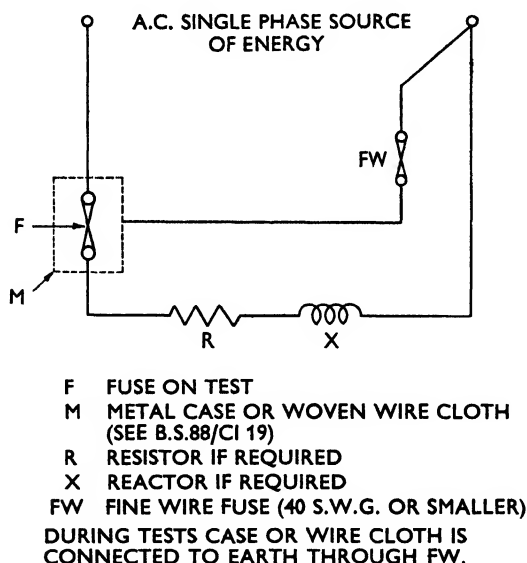 A.C. SINGLE PHASE SOURCE
OF ENERGY
FW
F
M
R
X
F FUSE ON TEST
M METAL CASE OR WOVEN WIRE CLOTH
(SEE B.S.88/CI 19)
R RESISTOR IF REQUIRED
X REACTOR IF REQUIRED
FW FINE WIRE FUSE (40 S.W.G. OR SMALLER)
DURING TESTS CASE OR WIRE CLOTH IS
CONNECTED TO EARTH THROUGH FW.